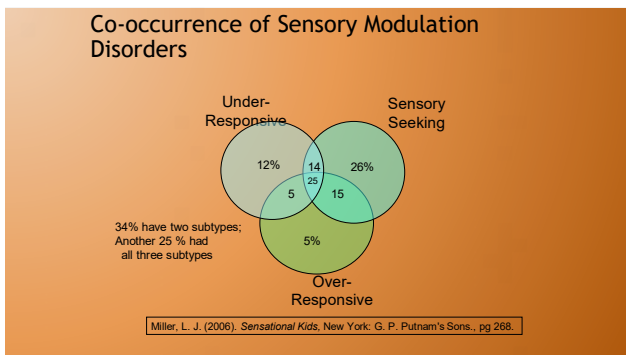 Co-occurrence of Sensory Modulation
Disorders
Under-
Responsive
Sensory
Seeking
12%
14
26%
25
5
15
34% have two subtypes;
Another 25 % had
all three subtypes
5%
Over-
Responsive
Miller, L. J. (2006). Sensational Kids, New York: G. P. Putnam's Sons., pg 268.